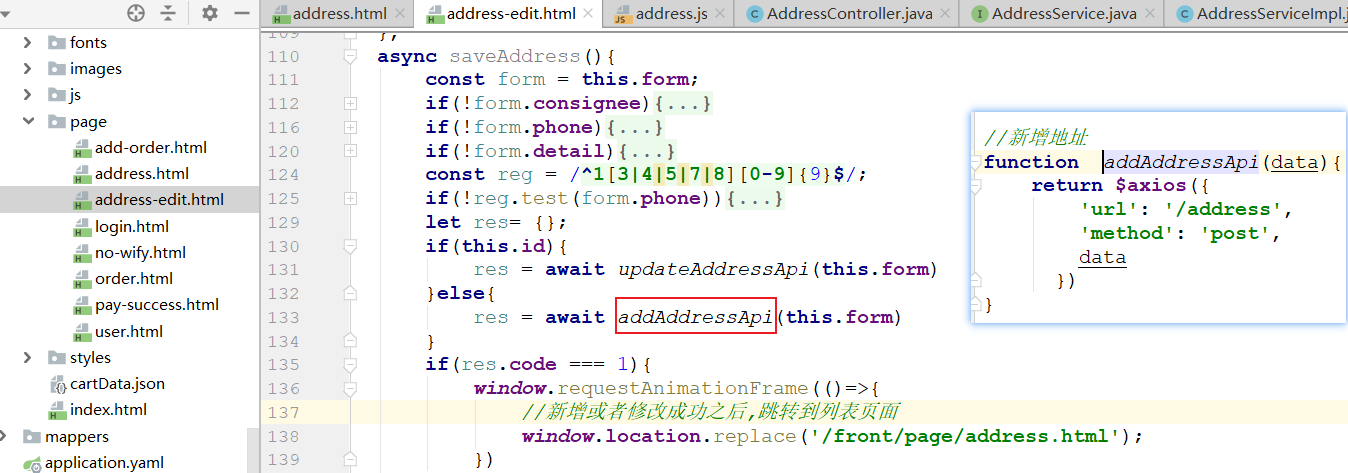 address.html
address-edit.html
address.js
AddressController.java
AddressService.java
AddressServiceImpl.j
fonts
images
js
page
add-order.html
address.html
address-edit.html
login.html
no-wify.html
order.html
pay-success.html
user.html
styles
cartData.json
index.html
mappers
application.yaml
109 },
110 async saveAddress(){
111 const form = this.form;
112 if(!form.consignee){...}
116 if(!form.phone){...}
120 if(!form.detail){...}
124 const reg = /^1[3|4|5|7|8][0-9]{9}$/;
125 if(!reg.test(form.phone)){...}
129 let res= {};
130 if(this.id){
131 res = await updateAddressApi(this.form)
132 }else{
133 res = await addAddressApi(this.form)
134 }
135 if(res.code === 1){
136 window.requestAnimationFrame(()=>{
137 //新增或者修改成功之后,跳转到列表页面
138 window.location.replace('/front/page/address.html');
139 })
//新增地址
function addAddressApi(data){
return $axios({
'url': '/address',
'method': 'post',
data
})
}